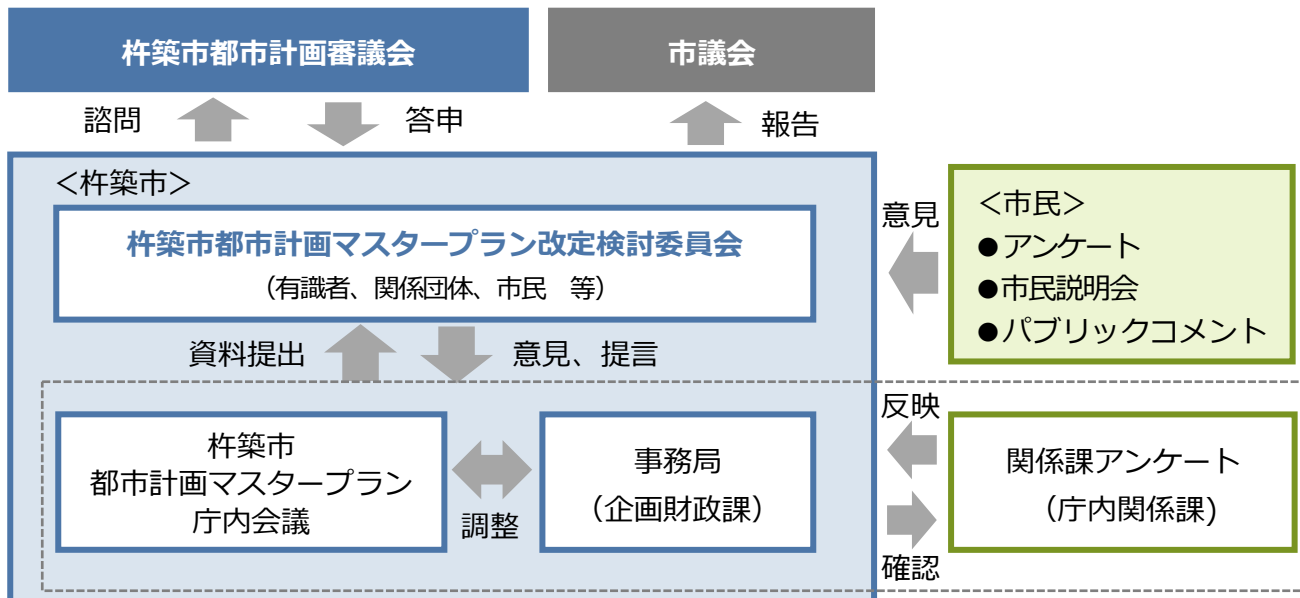 杵築市都市計画審議会
市議会
諮問
答申
報告
＜杵築市＞
杵築市都市計画マスタープラン改定検討委員会
（有識者、関係団体、市民　等）
意見
＜市民＞
●アンケート
●市民説明会
●パブリックコメント
資料提出
意見、提言
杵築市
都市計画マスタープラン
庁内会議
調整
事務局
（企画財政課）
反映
確認
関係課アンケート
（庁内関係課)